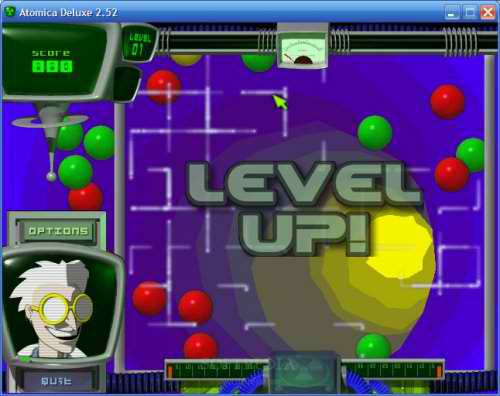 Atomica Deluxe 2.52
SCORE
LEVEL
01
LEVEL
UP!
OPTIONS
QUIT